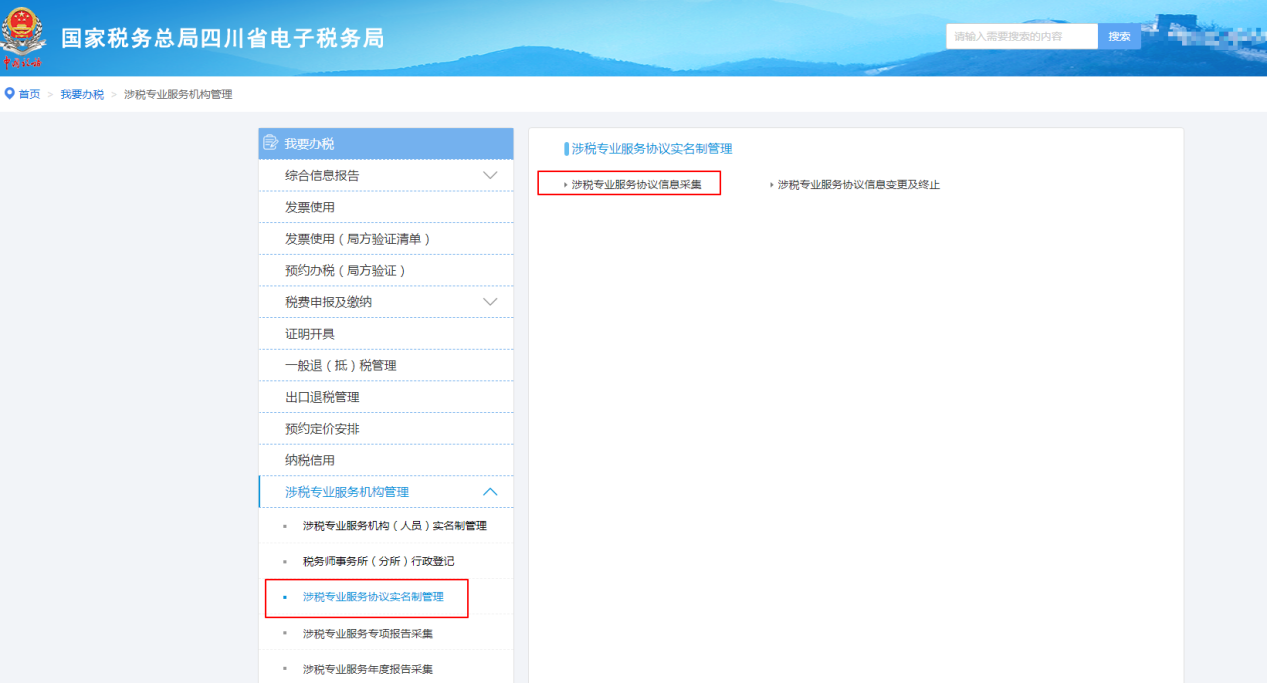 国家税务总局四川省电子税务局
请输入需要搜索的内容 搜索
中国税务
首页 > 我要办税 > 涉税专业服务机构管理
我要办税
综合信息报告
发票使用
发票使用（局方验证清单）
预约办税（局方验证）
税费申报及缴纳
证明开具
一般退（抵）税管理
出口退税管理
预约定价安排
纳税信用
涉税专业服务机构管理
涉税专业服务机构（人员）实名制管理
税务师事务所（分所）行政登记
涉税专业服务协议实名制管理
涉税专业服务专项报告采集
涉税专业服务年度报告采集
涉税专业服务协议实名制管理
涉税专业服务协议信息采集 涉税专业服务协议信息变更及终止